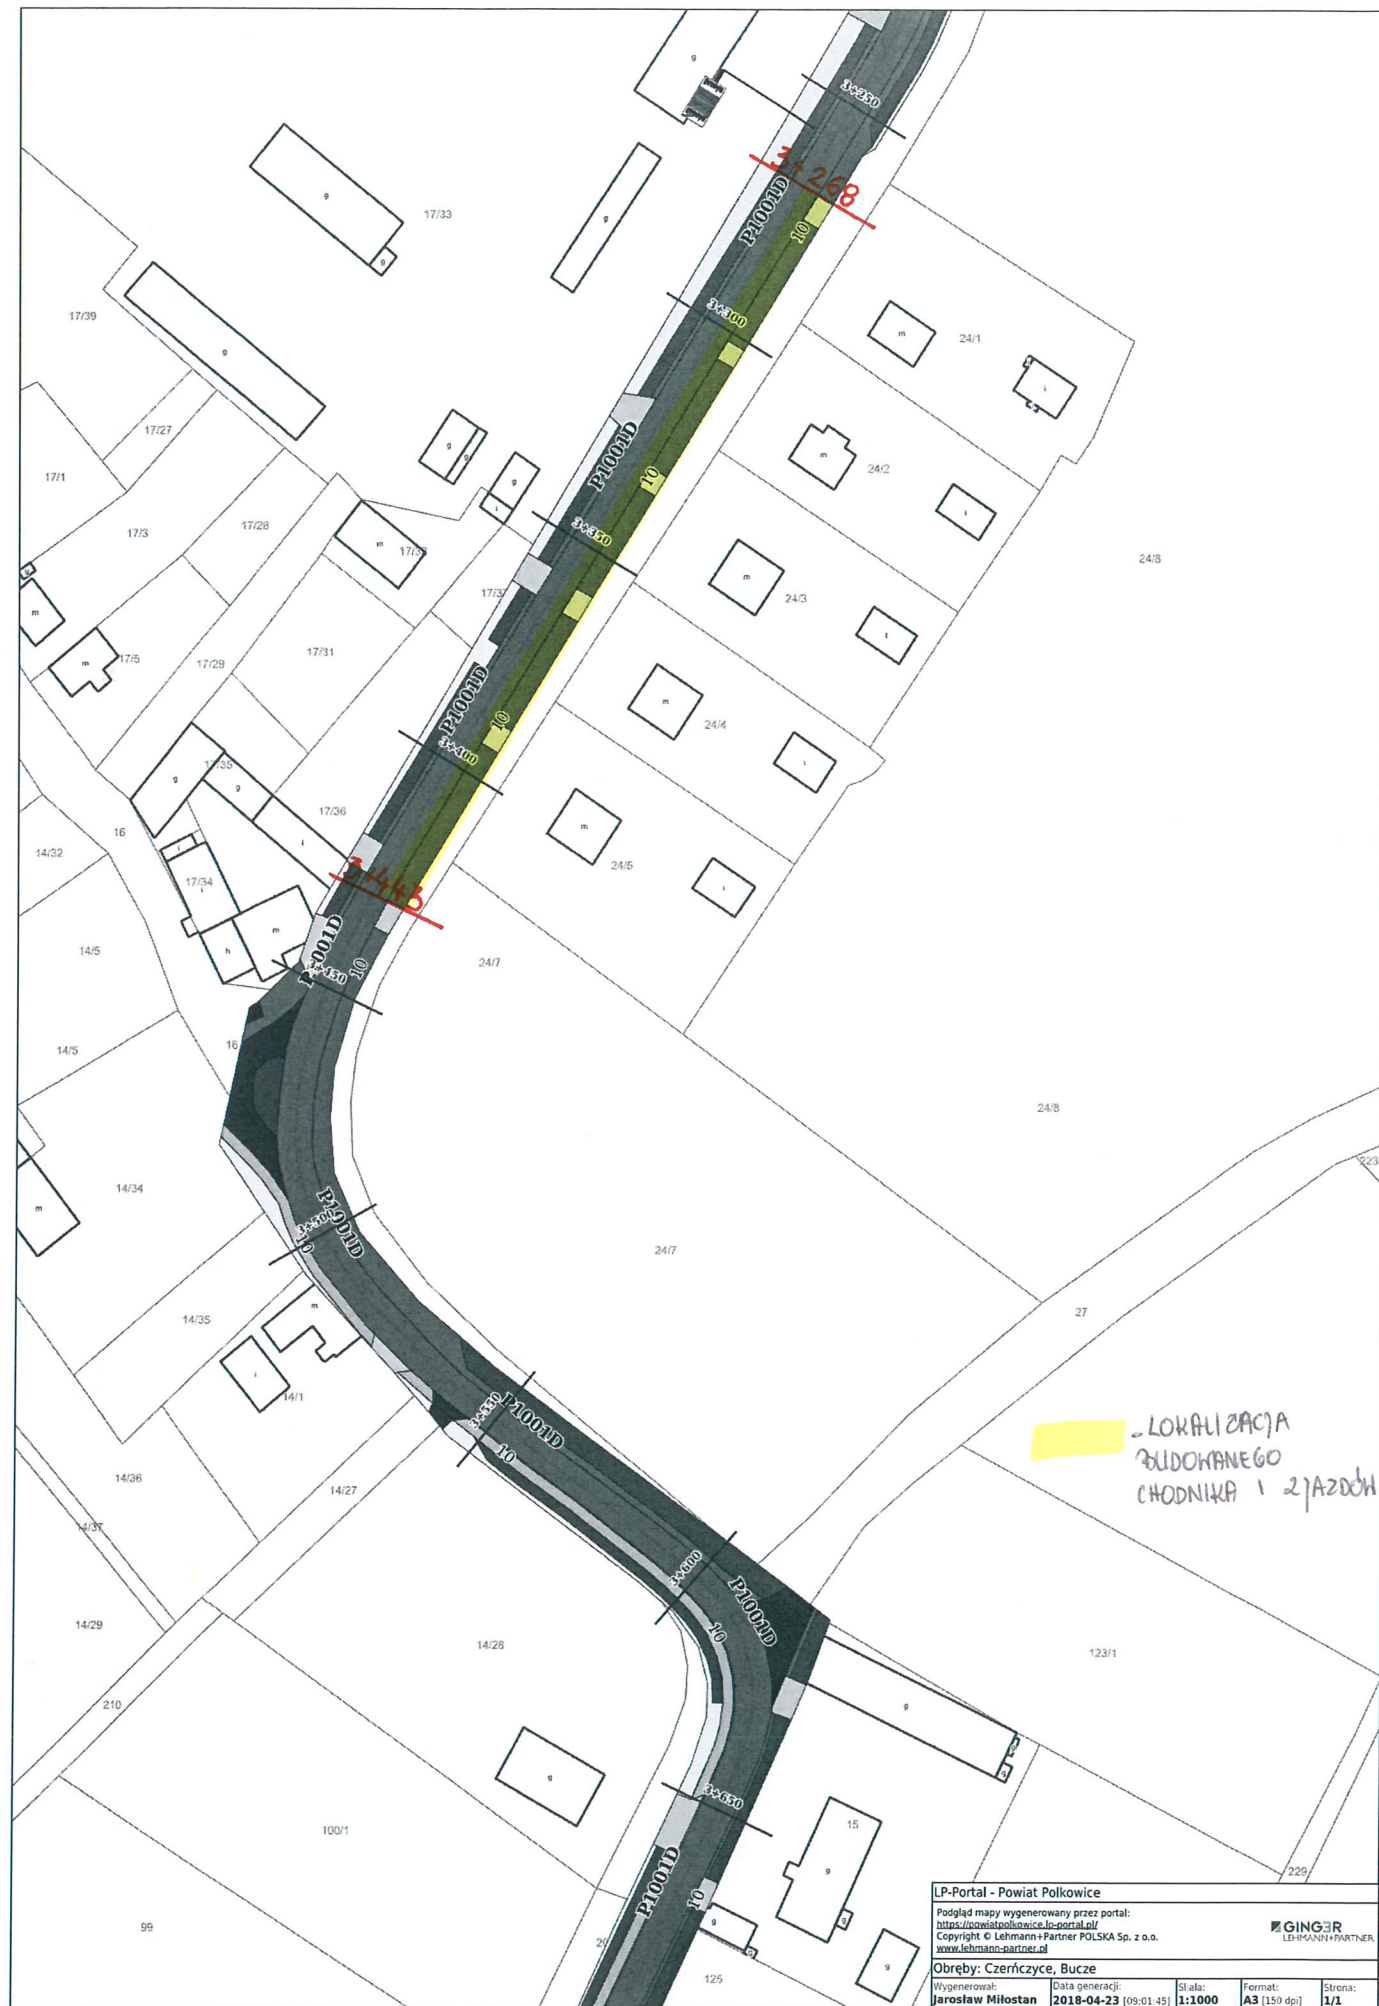 3+250
3+268
P1001D
10
17/33
g
g
g
g
3+300
17/39
g
m
24/1
i
17/27
P1001D
m
24/2
17/1
g
g
g
i
10
i
17/3
17/28
3+350
m
17/33
24/8
m
24/3
m
17/37
i
m
17/5
17/29
17/31
P1001D
m
24/4
10
3+400
i
17/35
g
g
17/36
m
24/5
16
i
14/32
i
17/34
i
3+443
i
m
h
P1001D
14/5
3+450
10
24/7
14/5
16
24/8
223
14/34
m
P1001D
3+500
10
24/7
27
14/35
m
i
14/1
3+550
P1001D
10
- LOKALIZACJA
BUDOWANEGO
CHODNIKA I ZJAZDÓW
14/36
14/27
14/37
3+600
P1001D
10
14/29
14/28
123/1
210
g
g
g
g
3+650
100/1
15
g
P1001D
10
229
99
g
g
g
g
125
LP-Portal - Powiat Polkowice
Podgląd mapy wygenerowany przez portal:
https://powiatpolkowice.lp-portal.pl/
Copyright © Lehmann+Partner POLSKA Sp. z o.o.
www.lehmann-partner.pl
GINGER
LEHMANN+PARTNER
Obręby: Czerńczyce, Bucze
Wygenerował: Data generacji: Skala: Format: Strona:
Jarosław Miłostan 2018-04-23 [09:01:45] 1:1000 A3 [150 dpi] 1/1